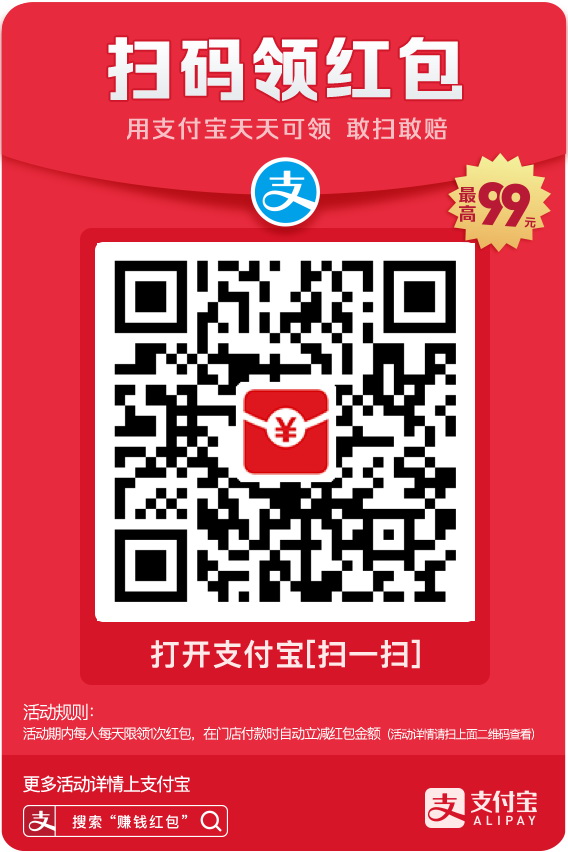 扫码领红包
用支付宝天天可领 敢扫敢赔
支
最高99元
¥
打开支付宝[扫一扫]
活动规则：
活动期内每人每天限领1次红包，在门店付款时自动立减红包金额（活动详情请扫上面二维码查看）
更多活动详情上支付宝
支 搜索“赚钱红包”
支 支付宝
ALIPAY